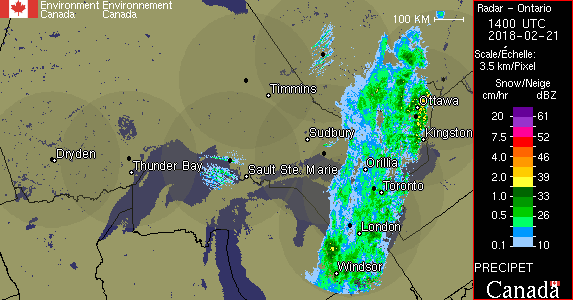 Environment Environnement
Canada Canada
100 KM
Timmins
Ottawa
Sudbury
Kingston
Dryden
Thunder Bay
Sault Ste. Marie
Orillia
Toronto
London
Windsor
Radar - Ontario
1400 UTC
2018-02-21
Scale/Échelle:
3.5 km/Pixel
Snow/Neige
cm/hr dBZ
20 61
7.5 52
4.0 46
2.0 39
1.0 33
0.5 26
0.1 10
PRECIPET
Canada